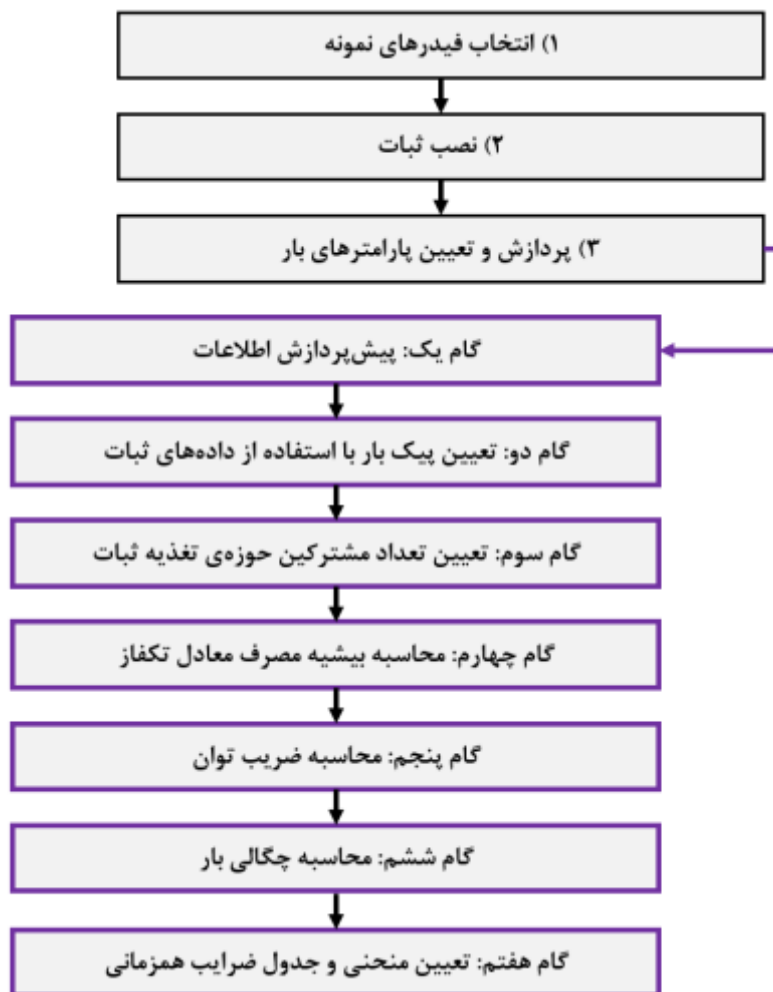 ۱) انتخاب فیدرهای نمونه
۲) نصب ثبات
۳) پردازش و تعیین پارامترهای بار
گام یک: پیش‌پردازش اطلاعات
گام دو: تعیین پیک بار با استفاده از داده‌های ثبات
گام سوم: تعیین تعداد مشترکین حوزه‌ی تغذیه ثبات
گام چهارم: محاسبه بیشیه مصرف معادل تکفاز
گام پنجم: محاسبه ضریب توان
گام ششم: محاسبه چگالی بار
گام هفتم: تعیین منحنی و جدول ضرایب همزمانی